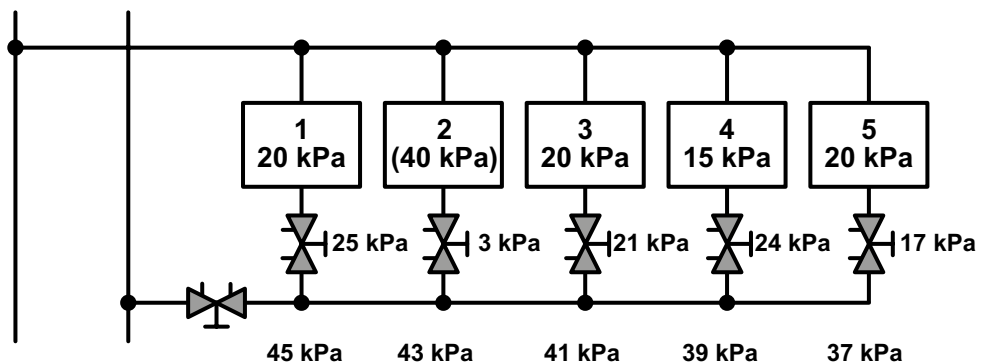 1
20 kPa
2
(40 kPa)
3
20 kPa
4
15 kPa
5
20 kPa
25 kPa
3 kPa
21 kPa
24 kPa
17 kPa
45 kPa
43 kPa
41 kPa
39 kPa
37 kPa